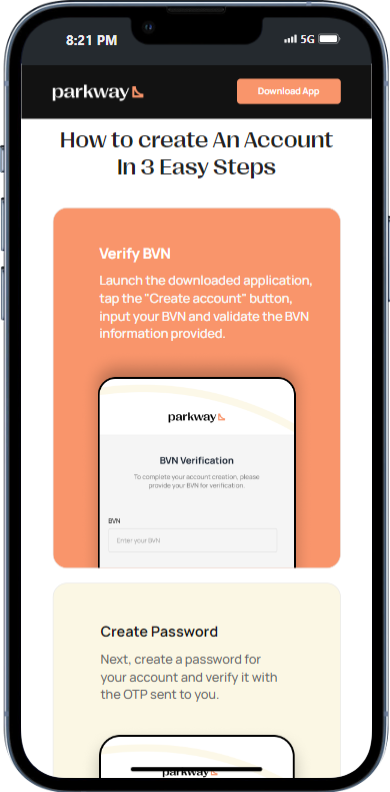 8:21 PM
5G
parkway
Download App
How to create An Account
In 3 Easy Steps
Verify BVN
Launch the downloaded application,
tap the "Create account" button,
input your BVN and validate the BVN
information provided.
parkway
BVN Verification
To complete your account creation, please
provide your BVN for verification.
BVN
Enter your BVN
Create Password
Next, create a password for
your account and verify it with
the OTP sent to you.
parkway